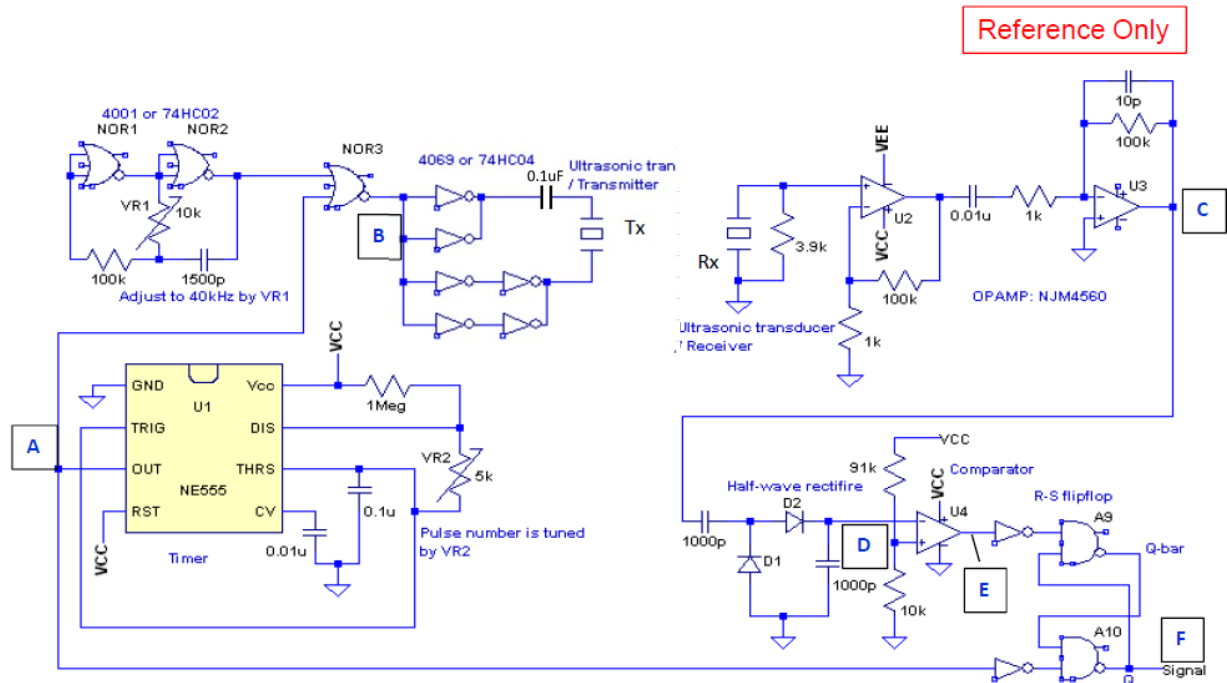 Reference Only
4001 or 74HC02
NOR1
NOR2
NOR3
4069 or 74HC04
0.1uF
Ultrasonic tran
/ Transmitter
Tx
VR1
10k
100k
1500p
Adjust to 40kHz by VR1
B
VEE
U2
VCC
0.01u
1k
10p
100k
U3
C
Rx
3.9k
100k
1k
OPAMP: NJM4560
Ultrasonic transducer
/ Receiver
VCC
1Meg
GND
Vcc
U1
TRIG
DIS
OUT
THRS
NE555
RST
CV
A
VR2
5k
0.1u
0.01u
VCC
Timer
Pulse number is tuned
by VR2
VCC
91k
Comparator
VCC
Half-wave rectifire
D2
U4
R-S flipflop
A9
1000p
D1
D
1000p
10k
E
Q-bar
A10
F
Signal
Q